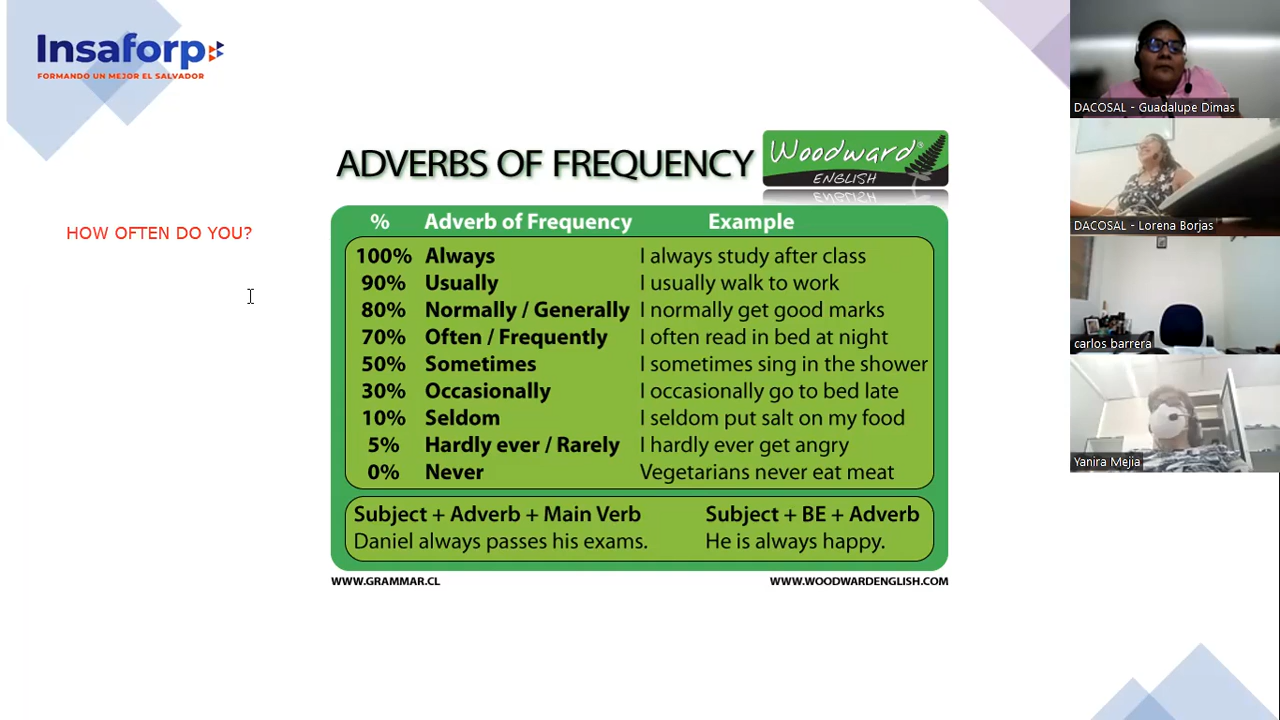 Insaforp
FORMANDO UN MEJOR EL SALVADOR
HOW OFTEN DO YOU?
ADVERBS OF FREQUENCY
Woodward®
ENGLISH
% Adverb of Frequency Example
100% Always I always study after class
90% Usually I usually walk to work
80% Normally / Generally I normally get good marks
70% Often / Frequently I often read in bed at night
50% Sometimes I sometimes sing in the shower
30% Occasionally I occasionally go to bed late
10% Seldom I seldom put salt on my food
5% Hardly ever / Rarely I hardly ever get angry
0% Never Vegetarians never eat meat
Subject + Adverb + Main Verb Subject + BE + Adverb
Daniel always passes his exams. He is always happy.
WWW.GRAMMAR.CL WWW.WOODWARDENGLISH.COM
DACOSAL - Guadalupe Dimas
DACOSAL - Lorena Borjas
carlos barrera
Yanira Mejia